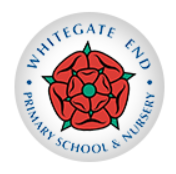 WHITEGATE END
PRIMARY SCHOOL & NURSERY